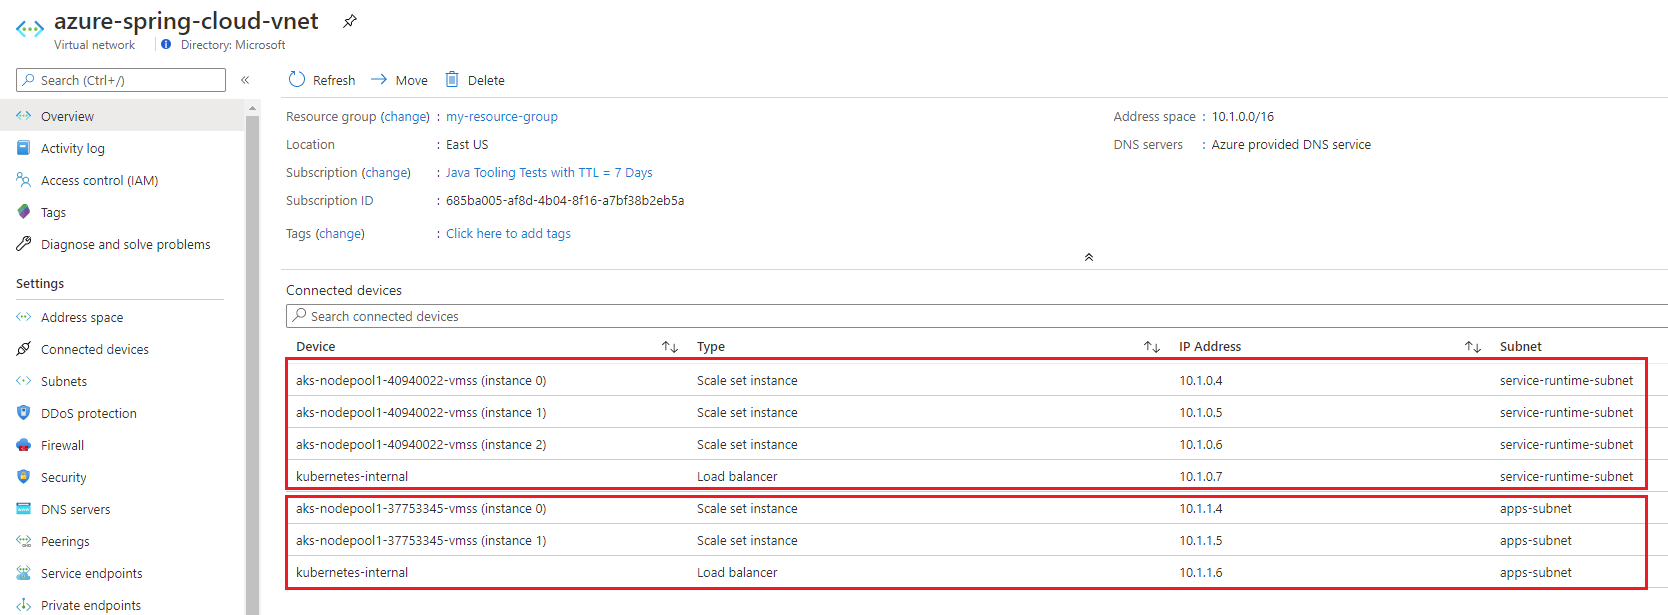 azure-spring-cloud-vnet
Virtual network
Directory: Microsoft
Search (Ctrl+/)
«
Refresh
Move
Delete
Overview
Activity log
Access control (IAM)
Tags
Diagnose and solve problems
Settings
Address space
Connected devices
Subnets
DDoS protection
Firewall
Security
DNS servers
Peerings
Service endpoints
Private endpoints
Resource group (change) : my-resource-group
Location : East US
Subscription (change) : Java Tooling Tests with TTL = 7 Days
Subscription ID : 685ba005-af8d-4b04-8f16-a7bf38b2eb5a
Tags (change) : Click here to add tags
Address space : 10.1.0.0/16
DNS servers : Azure provided DNS service
Connected devices
Search connected devices
Device Type IP Address Subnet
aks-nodepool1-40940022-vmss (instance 0) Scale set instance 10.1.0.4 service-runtime-subnet
aks-nodepool1-40940022-vmss (instance 1) Scale set instance 10.1.0.5 service-runtime-subnet
aks-nodepool1-40940022-vmss (instance 2) Scale set instance 10.1.0.6 service-runtime-subnet
kubernetes-internal Load balancer 10.1.0.7 service-runtime-subnet
aks-nodepool1-37753345-vmss (instance 0) Scale set instance 10.1.1.4 apps-subnet
aks-nodepool1-37753345-vmss (instance 1) Scale set instance 10.1.1.5 apps-subnet
kubernetes-internal Load balancer 10.1.1.6 apps-subnet